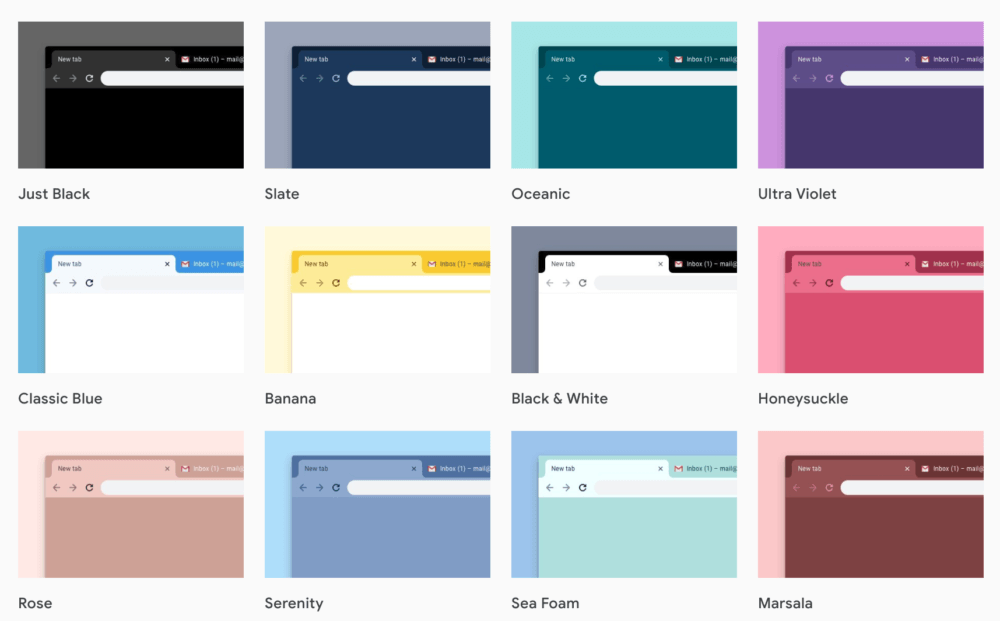 New tab × Inbox (1) – mail@
New tab × Inbox (1) – mail@
New tab × Inbox (1) – mail@
New tab × Inbox (1) – mail@
Just Black
Slate
Oceanic
Ultra Violet
New tab × Inbox (1) – mail@
New tab × Inbox (1) – mail@
New tab × Inbox (1) – mail@
New tab × Inbox (1) – mail@
Classic Blue
Banana
Black & White
Honeysuckle
New tab × Inbox (1) – mail@
New tab × Inbox (1) – mail@
New tab × Inbox (1) – mail@
New tab × Inbox (1) – mail@
Rose
Serenity
Sea Foam
Marsala